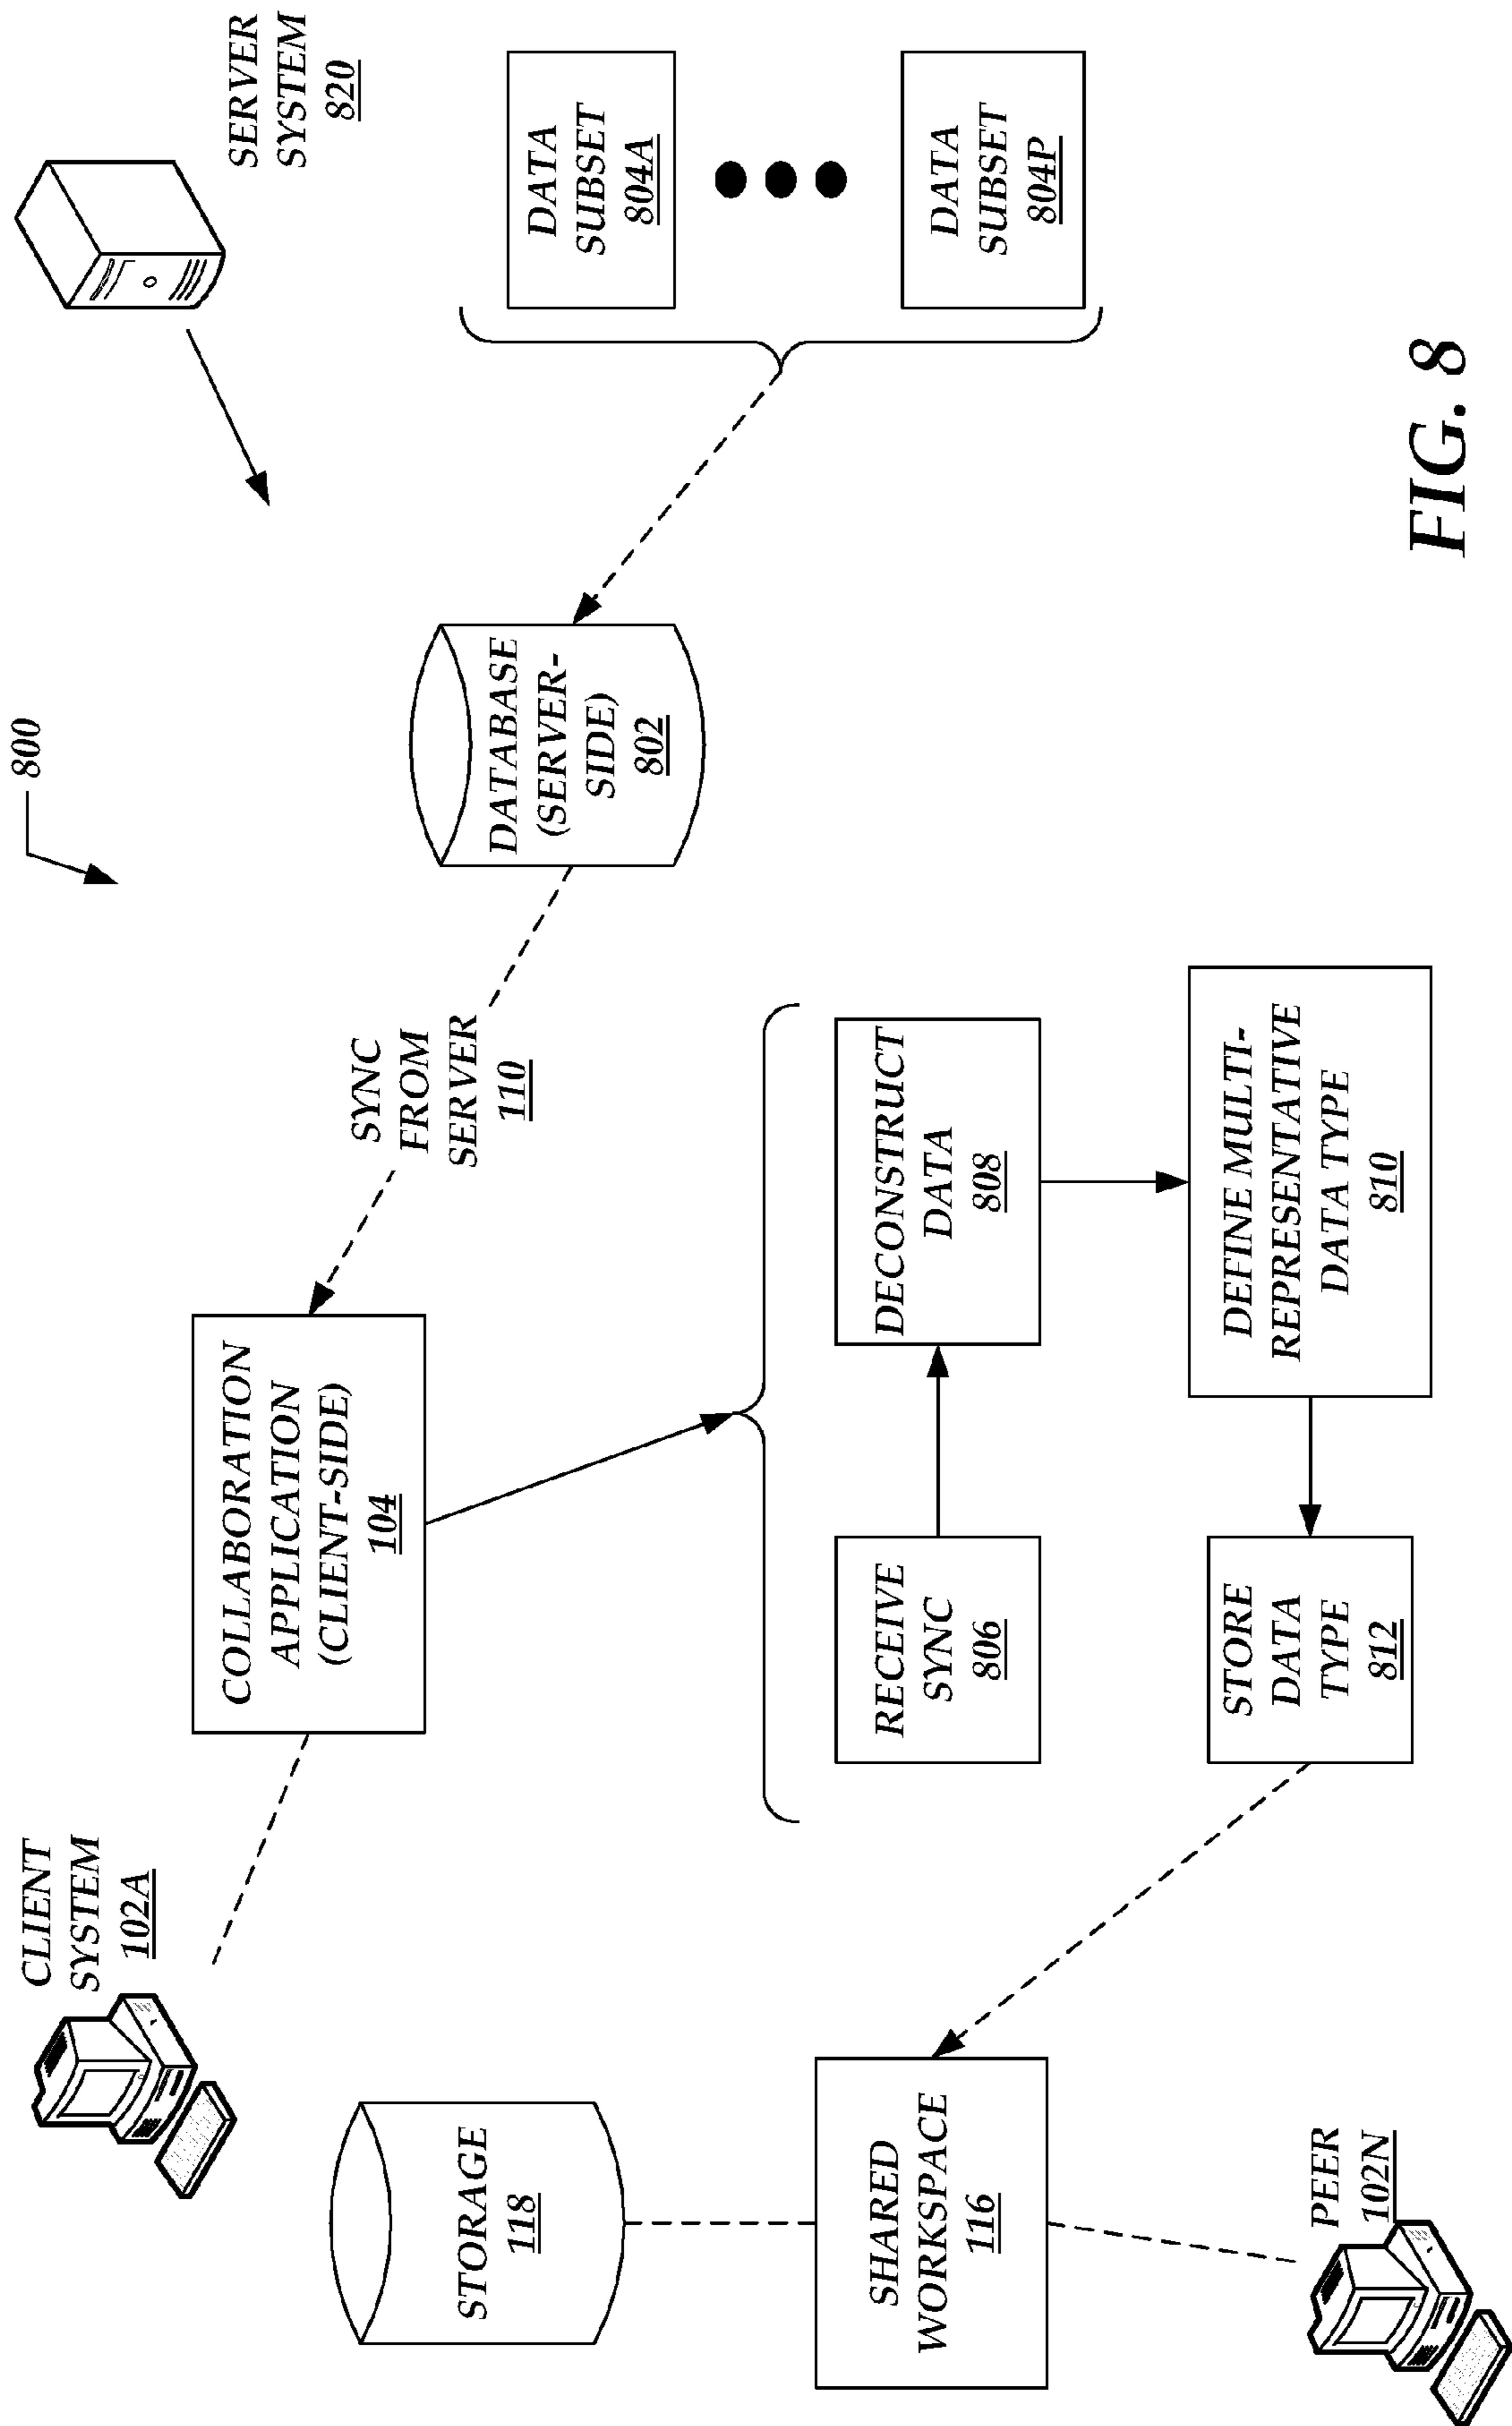 800
CLIENT
SYSTEM
102A
COLLABORATION
APPLICATION
(CLIENT-SIDE)
104
SYNC
FROM
SERVER
110
DATABASE
(SERVER-
SIDE)
802
SERVER
SYSTEM
820
DATA
SUBSET
804A
DATA
SUBSET
804P
STORAGE
118
SHARED
WORKSPACE
116
PEER
102N
RECEIVE
SYNC
806
DECONSTRUCT
DATA
808
DEFINE MULTI-
REPRESENTATIVE
DATA TYPE
810
STORE
DATA
TYPE
812
FIG. 8